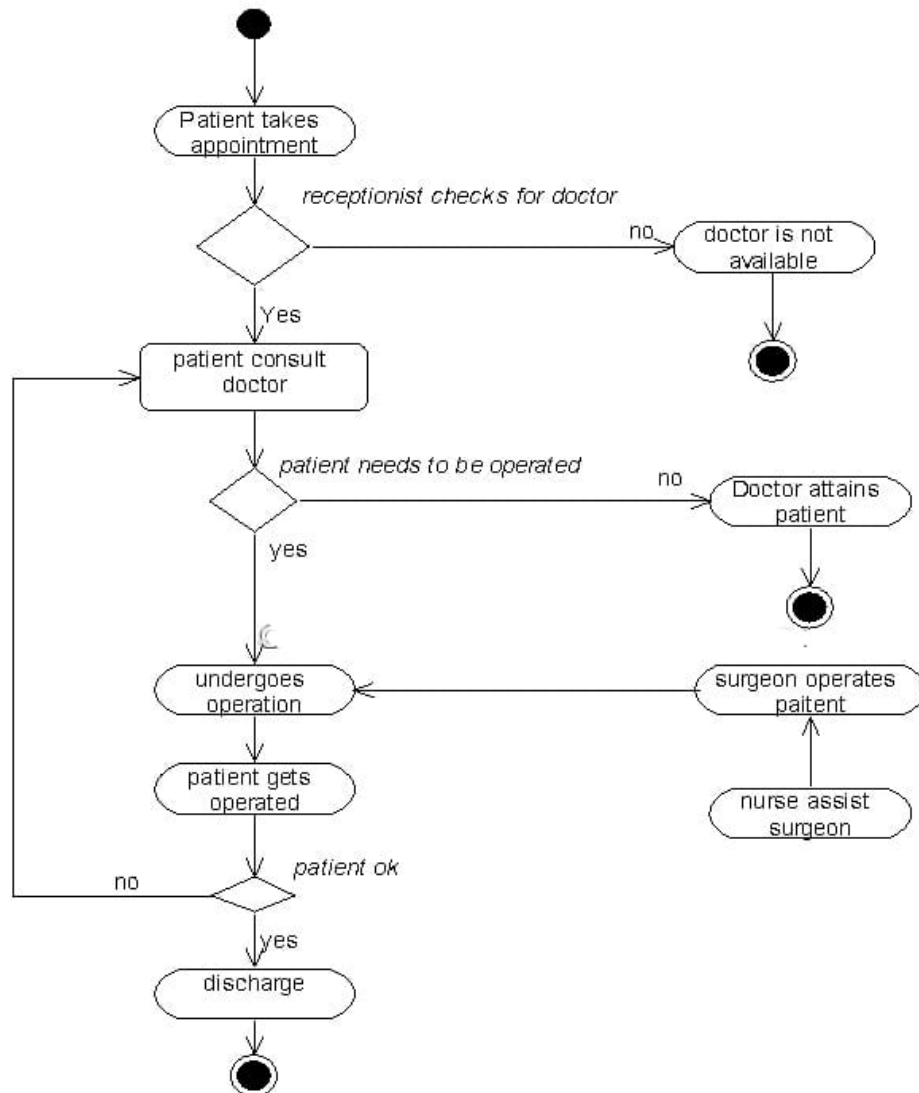 Patient takes
appointment
receptionist checks for doctor
no
doctor is not
available
Yes
patient consult
doctor
patient needs to be operated
no
Doctor attains
patient
yes
undergoes
operation
surgeon operates
paitent
patient gets
operated
nurse assist
surgeon
patient ok
no
yes
discharge